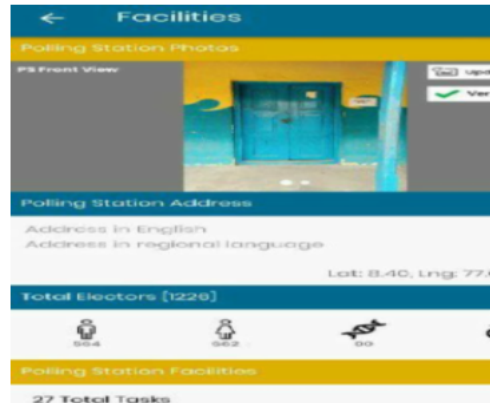 ← Facilities
Polling Station Photos
PS Front View
Polling Station Address
Address in English
Address in regional language
Lat: 8.40, Lng: 77.
Total Electors [1226]
564 662 00
Polling Station Facilities
27 Total Tasks